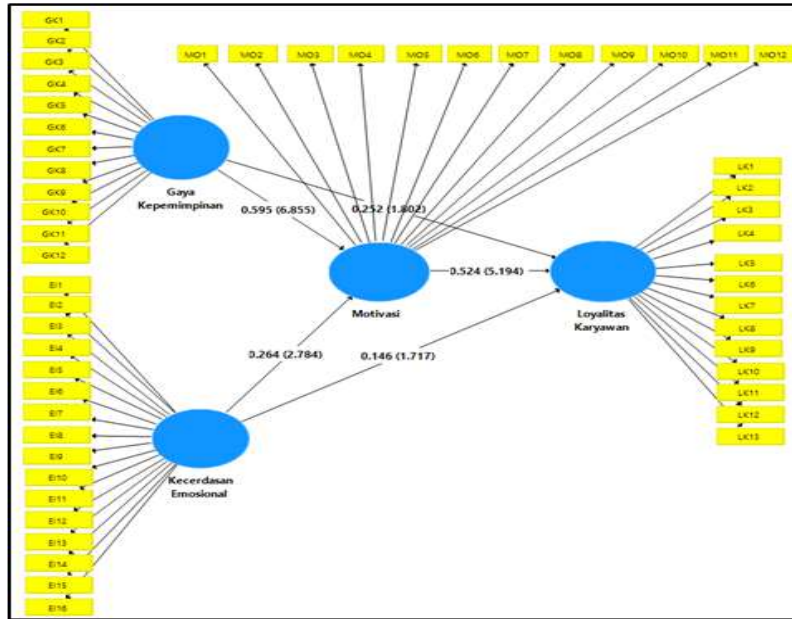 GK1
GK2
GK3
GK4
GK5
GK6
GK7
GK8
GK9
GK10
GK11
GK12
MO1
MO2
MO3
MO4
MO5
MO6
MO7
MO8
MO9
MO10
MO11
MO12
Gaya
Kepemimpinan
0.595 (6.855)
0.252 (1.802)
LK1
LK2
LK3
LK4
LK5
LK6
LK7
LK8
LK9
LK10
LK11
LK12
LK13
0.524 (5.194)
Motivasi
Loyalitas
Karyawan
EI1
EI2
EI3
EI4
EI5
EI6
EI7
EI8
EI9
EI10
EI11
EI12
EI13
EI14
EI15
EI16
0.264 (2.784)
0.146 (1.717)
Kecerdasan
Emosional